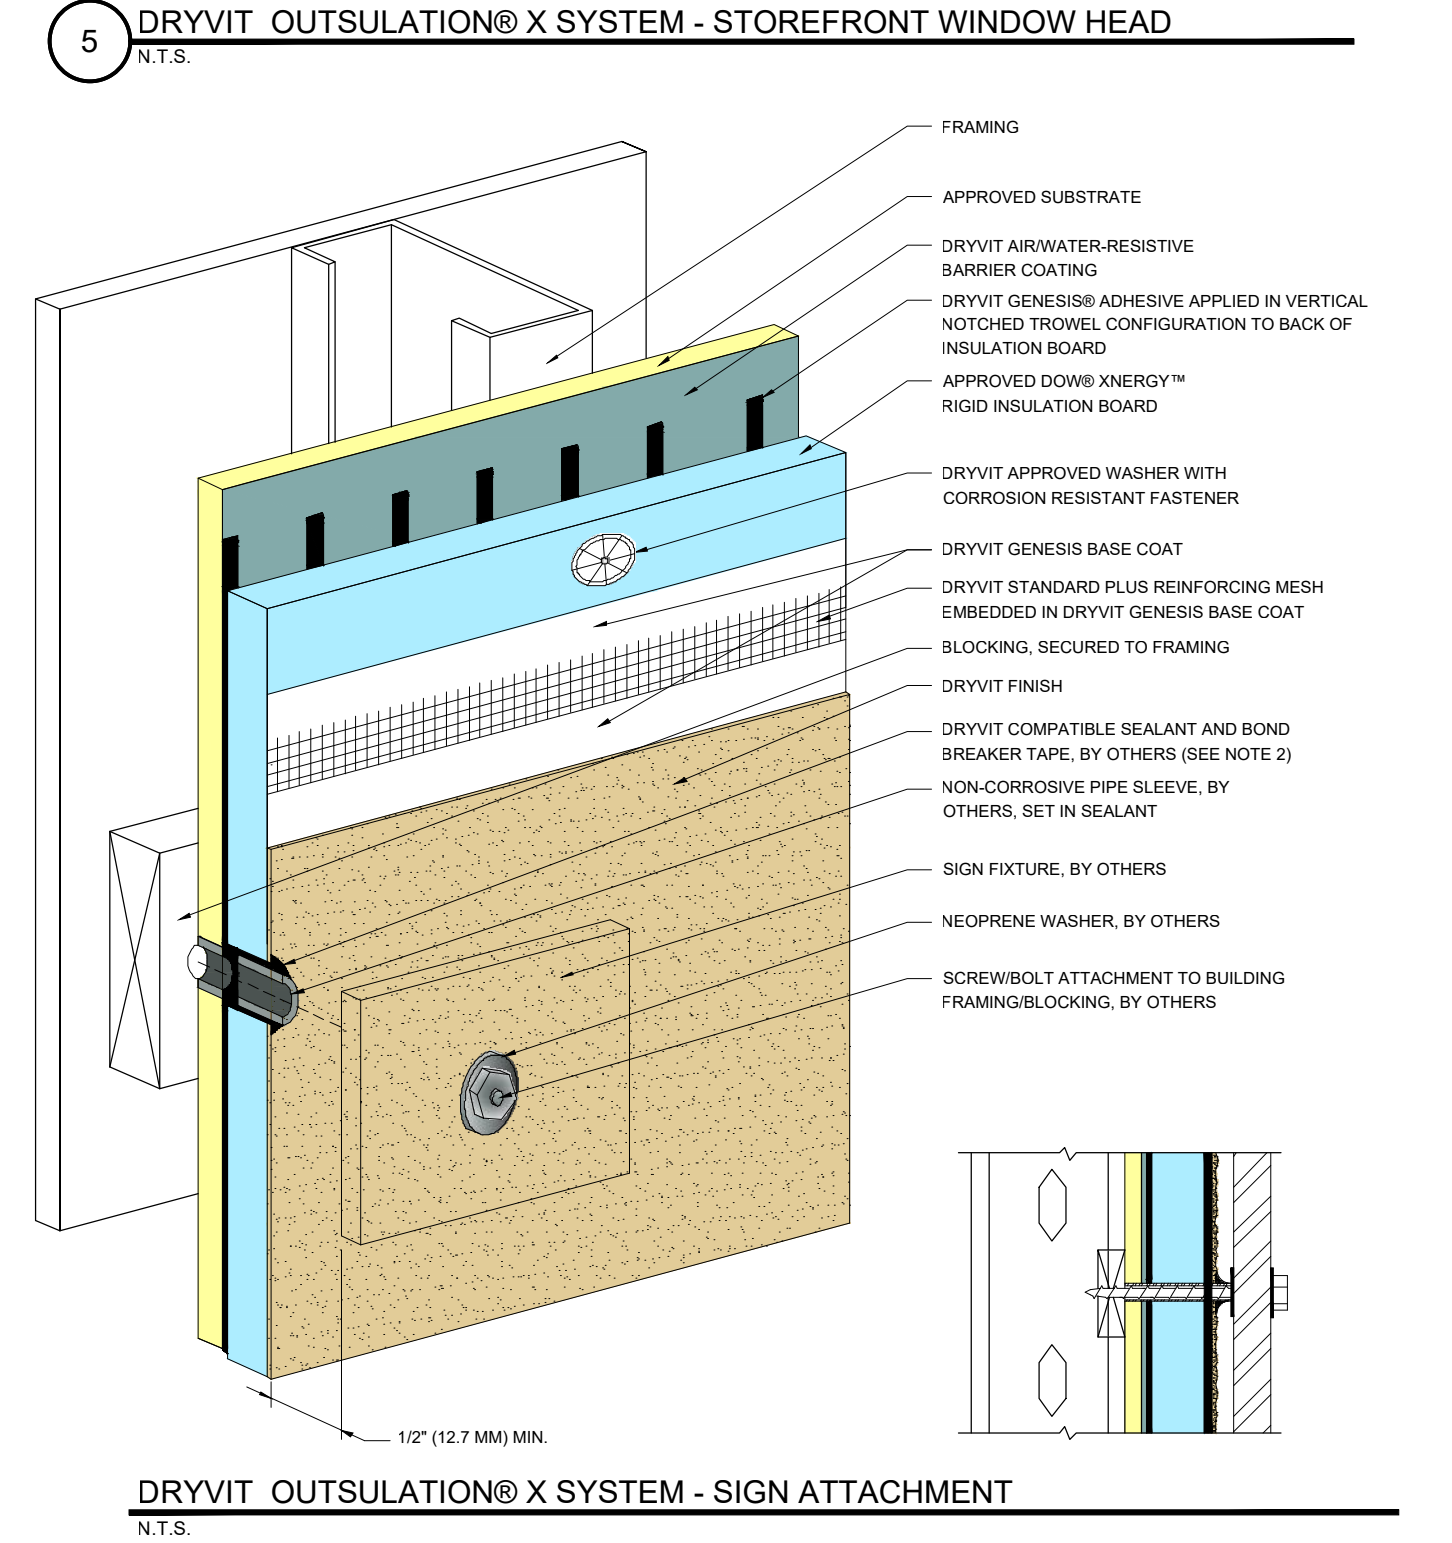 DRYVIT OUTSULATION® X SYSTEM - STOREFRONT WINDOW HEAD
5
N.T.S.
FRAMING
APPROVED SUBSTRATE
DRYVIT AIR/WATER-RESISTIVE
BARRIER COATING
DRYVIT GENESIS® ADHESIVE APPLIED IN VERTICAL
NOTCHED TROWEL CONFIGURATION TO BACK OF
INSULATION BOARD
APPROVED DOW® XNERGY™
RIGID INSULATION BOARD
DRYVIT APPROVED WASHER WITH
CORROSION RESISTANT FASTENER
DRYVIT GENESIS BASE COAT
DRYVIT STANDARD PLUS REINFORCING MESH
EMBEDDED IN DRYVIT GENESIS BASE COAT
BLOCKING, SECURED TO FRAMING
DRYVIT FINISH
DRYVIT COMPATIBLE SEALANT AND BOND
BREAKER TAPE, BY OTHERS (SEE NOTE 2)
NON-CORROSIVE PIPE SLEEVE, BY
OTHERS, SET IN SEALANT
SIGN FIXTURE, BY OTHERS
NEOPRENE WASHER, BY OTHERS
SCREW/BOLT ATTACHMENT TO BUILDING
FRAMING/BLOCKING, BY OTHERS
1/2" (12.7 MM) MIN.
DRYVIT OUTSULATION® X SYSTEM - SIGN ATTACHMENT
N.T.S.